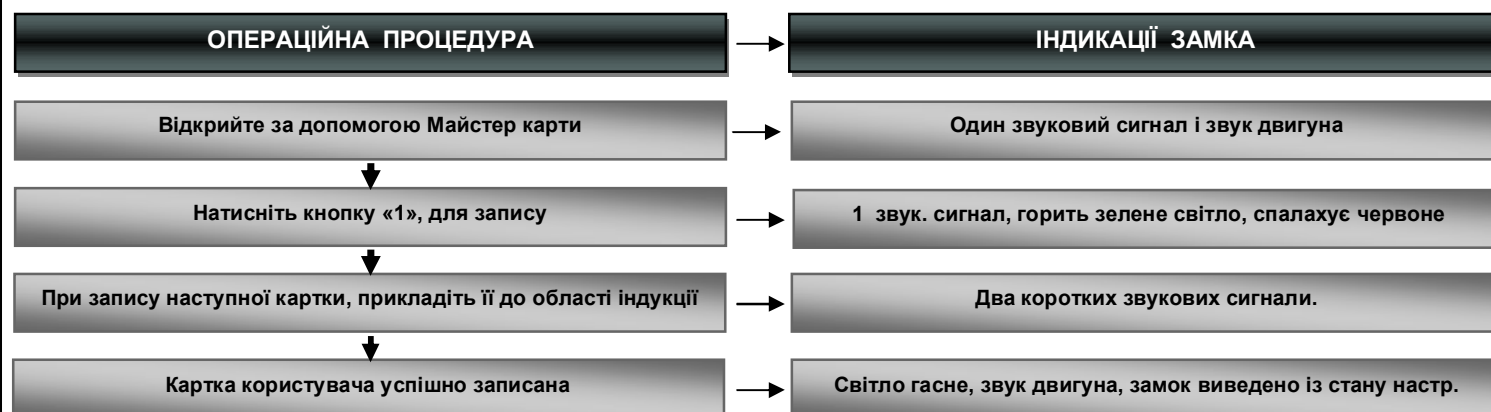 ОПЕРАЦІЙНА ПРОЦЕДУРА
ІНДИКАЦІЇ ЗАМКА
Відкрийте за допомогою Майстер карти
Один звуковий сигнал і звук двигуна
Натисніть кнопку «1», для запису
1 звук. сигнал, горить зелене світло, спалахує червоне
При запису наступної картки, прикладіть її до області індукції
Два коротких звукових сигнали.
Картка користувача успішно записана
Світло гасне, звук двигуна, замок виведено із стану настр.